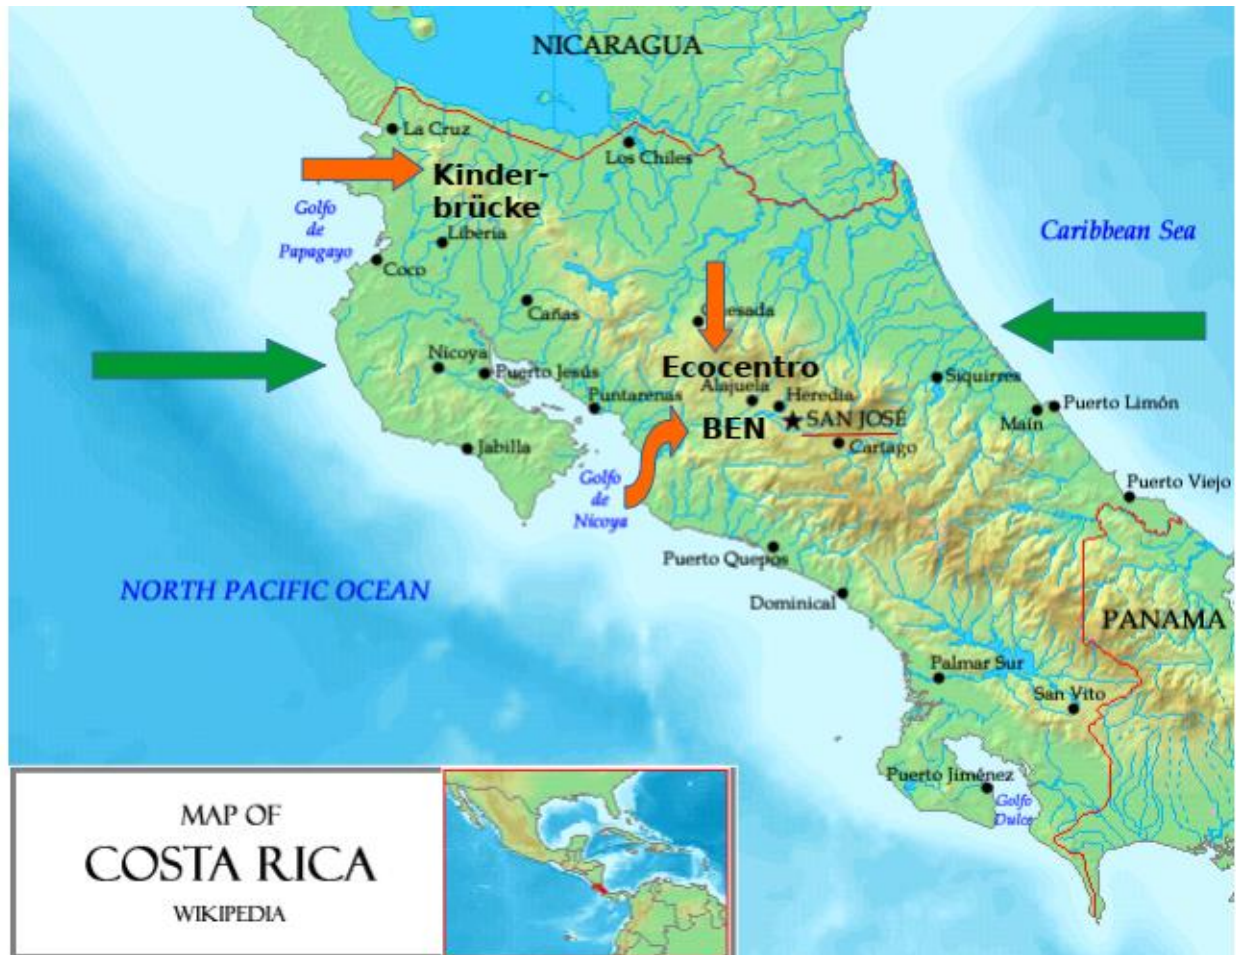 NICARAGUA
La Cruz
Los Chiles
Kinder-
brücke
Golfo
de
Papagayo
Liberia
Caribbean Sea
Coco
Cañas
Quesada
Nicoya
Puerto Jesús
Ecocentro
Alajuela
Heredia
Siquirres
Puntarenas
BEN
SAN JOSÉ
Puerto Limón
Maín
Jabilla
Cartago
Golfo
de
Nicoya
Puerto Viejo
Puerto Quepos
NORTH PACIFIC OCEAN
Dominical
PANAMA
Palmar Sur
San Vito
Puerto Jiménez
Golfo
Dulce
MAP OF
COSTA RICA
WIKIPEDIA